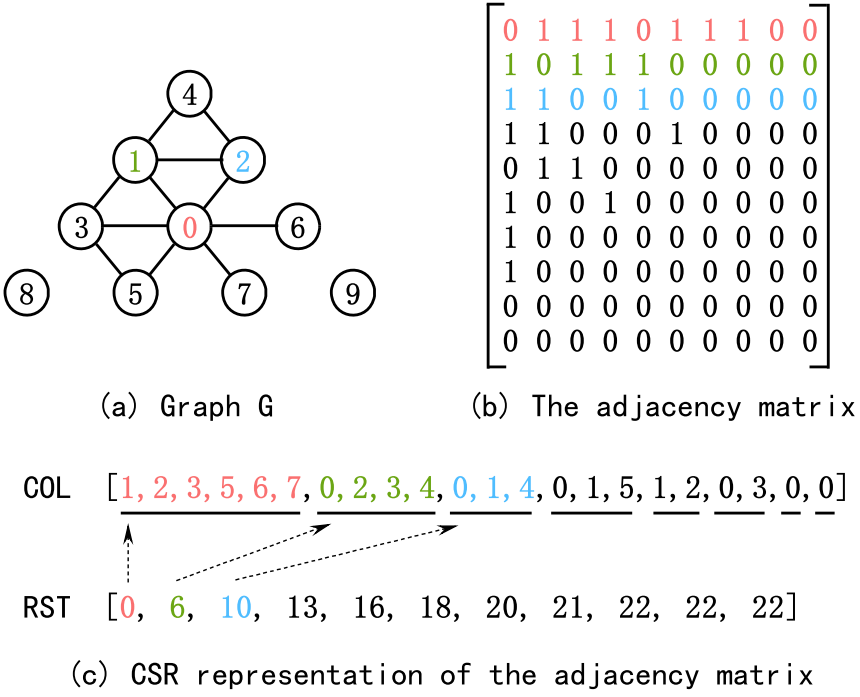 4
1 2
3 0 6
8 5 7 9
(a) Graph G
0 1 1 1 0 1 1 1 0 0
1 0 1 1 1 0 0 0 0 0
1 1 0 0 1 0 0 0 0 0
1 1 0 0 0 1 0 0 0 0
0 1 1 0 0 0 0 0 0 0
1 0 0 1 0 0 0 0 0 0
1 0 0 0 0 0 0 0 0 0
1 0 0 0 0 0 0 0 0 0
0 0 0 0 0 0 0 0 0 0
0 0 0 0 0 0 0 0 0 0
(b) The adjacency matrix
COL [1,2,3,5,6,7,0,2,3,4,0,1,4,0,1,5,1,2,0,3,0,0]
RST [0, 6, 10, 13, 16, 18, 20, 21, 22, 22, 22]
(c) CSR representation of the adjacency matrix